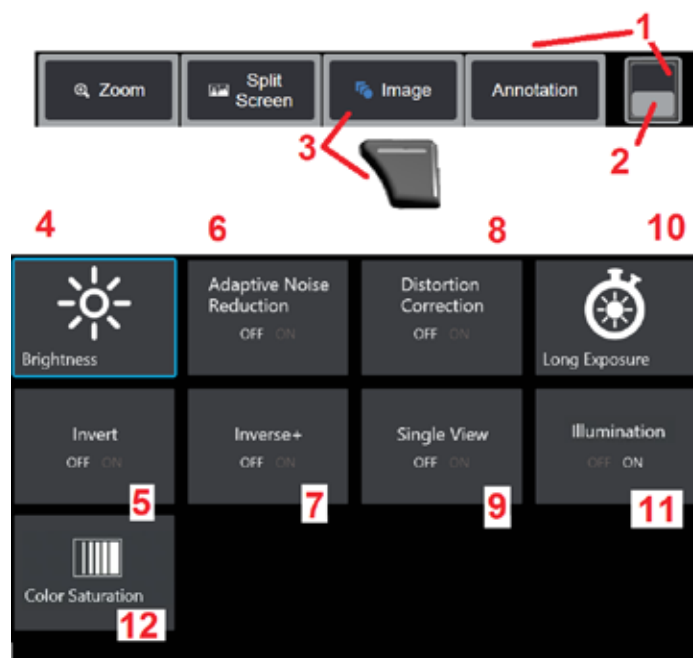 1
Zoom
Split
Screen
Image
Annotation
3
2
4
6
8
10
Brightness
Adaptive Noise
Reduction
OFF ON
Distortion
Correction
OFF ON
Long Exposure
Invert
OFF ON
5
Inverse+
OFF ON
7
Single View
OFF ON
9
Illumination
OFF ON
11
Color Saturation
12